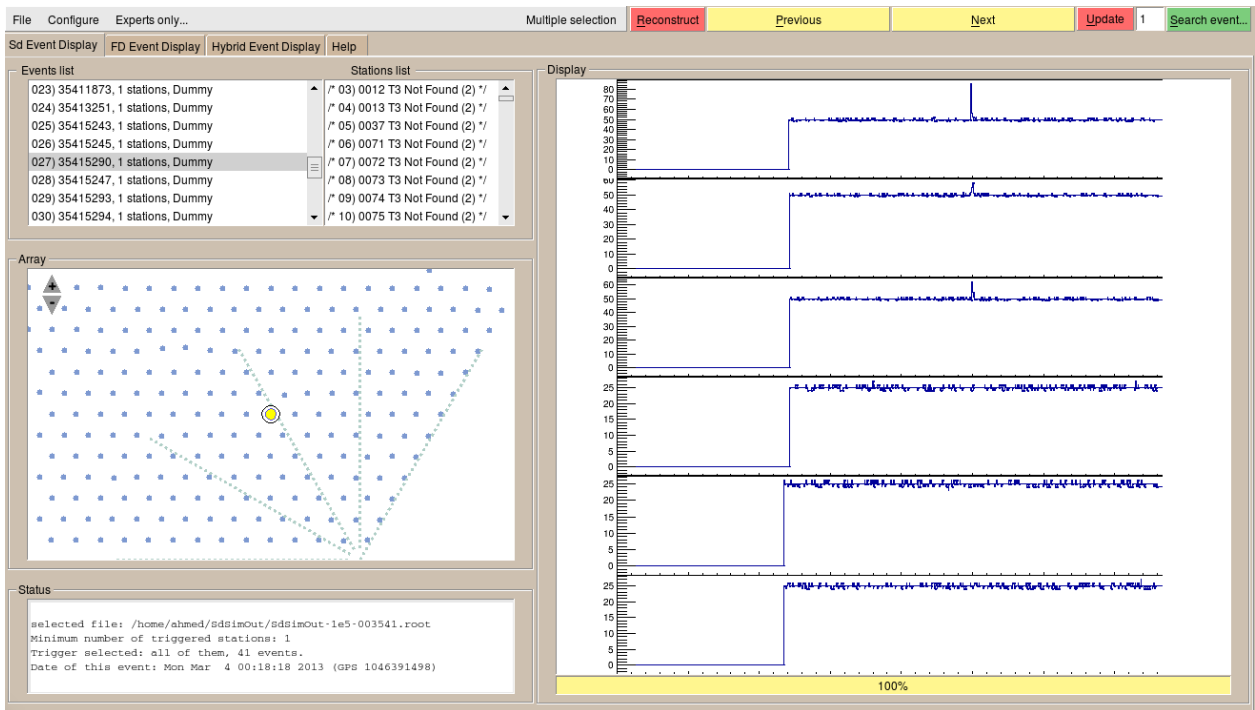 File Configure Experts only... Multiple selection Reconstruct Previous Next Update 1 Search event...
Sd Event Display FD Event Display Hybrid Event Display Help
Events list Stations list Display
023) 35411873, 1 stations, Dummy /* 03) 0012 T3 Not Found (2) */
024) 35413251, 1 stations, Dummy /* 04) 0013 T3 Not Found (2) */
025) 35415243, 1 stations, Dummy /* 05) 0037 T3 Not Found (2) */
026) 35415245, 1 stations, Dummy /* 06) 0071 T3 Not Found (2) */
027) 35415290, 1 stations, Dummy /* 07) 0072 T3 Not Found (2) */
028) 35415247, 1 stations, Dummy /* 08) 0073 T3 Not Found (2) */
029) 35415293, 1 stations, Dummy /* 09) 0074 T3 Not Found (2) */
030) 35415294, 1 stations, Dummy /* 10) 0075 T3 Not Found (2) */
Array
+
-
Status
selected file: /home/ahmed/SdSimOut/SdSimOut-1e5-003541.root
Minimum number of triggered stations: 1
Trigger selected: all of them, 41 events.
Date of this event: Mon Mar 4 00:18:18 2013 (GPS 1046391498)
80
70
60
50
40
30
20
10
0
60
50
40
30
20
10
0
60
50
40
30
20
10
0
25
20
15
10
5
0
25
20
15
10
5
0
25
20
15
10
5
0
100%